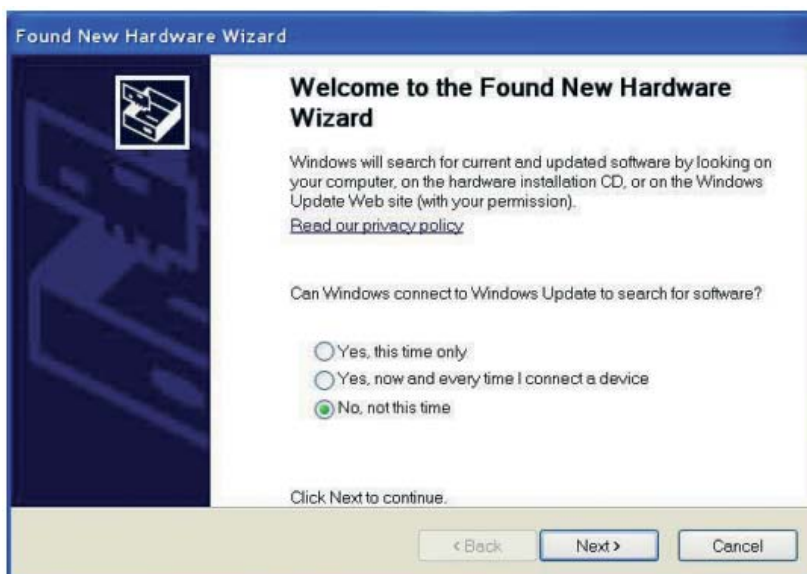 Found New Hardware Wizard
Welcome to the Found New Hardware
Wizard
Windows will search for current and updated software by looking on
your computer, on the hardware installation CD, or on the Windows
Update Web site (with your permission).
Read our privacy policy
Can Windows connect to Windows Update to search for software?
Yes, this time only
Yes, now and every time I connect a device
No, not this time
Click Next to continue.
< Back Next > Cancel